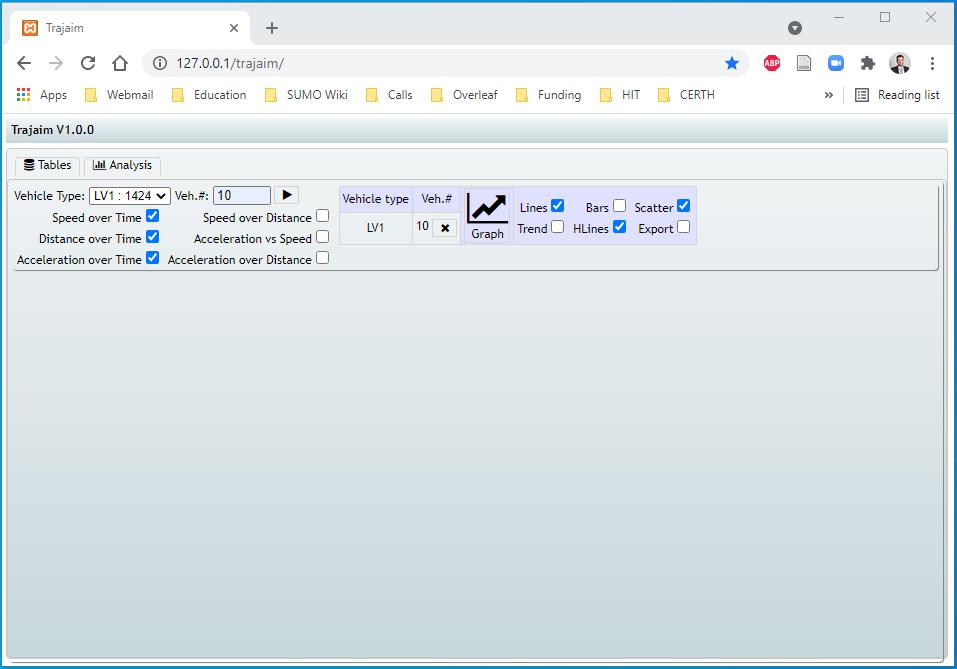 Trajaim
127.0.0.1/trajaim/
ABP
Apps Webmail Education SUMO Wiki Calls Overleaf Funding HIT CERTH » Reading list
Trajaim V1.0.0
Tables Analysis
Vehicle Type: LV1 : 1424 Veh.#: 10
Speed over Time Speed over Distance
Distance over Time Acceleration vs Speed
Acceleration over Time Acceleration over Distance
Vehicle type Veh.#
LV1 10
Graph
Lines Bars Scatter
Trend HLines Export